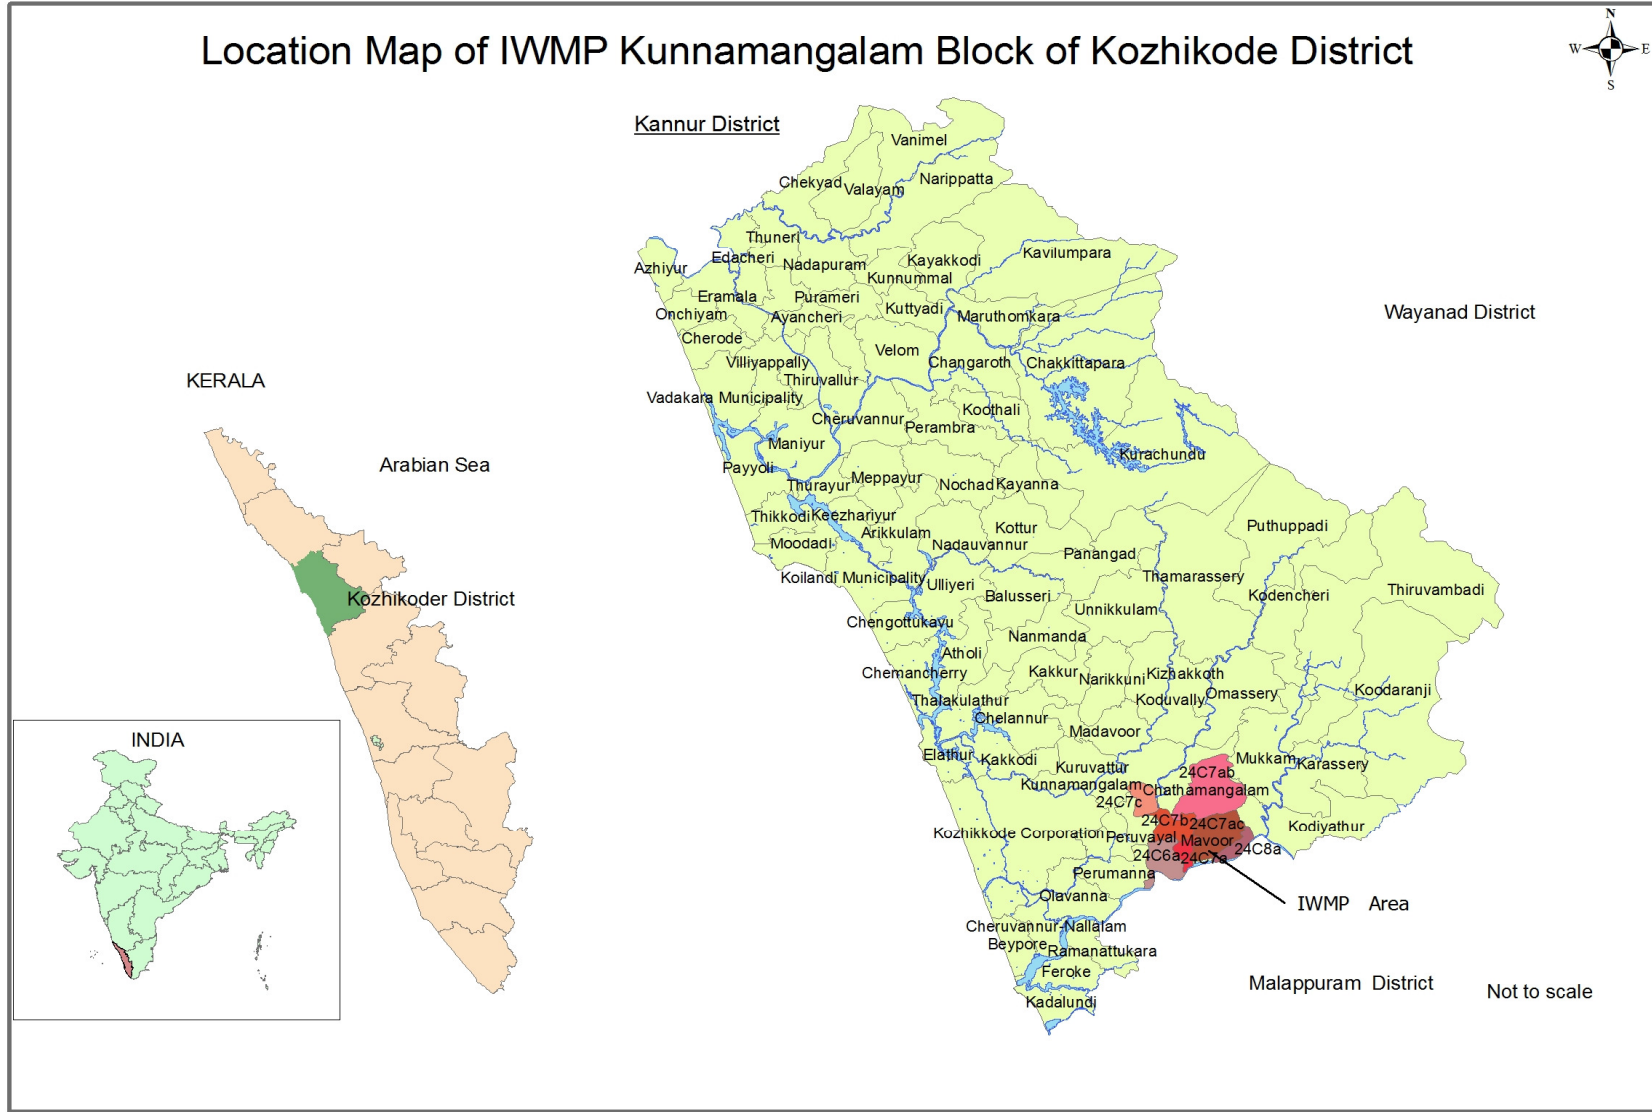 Location Map of IWMP Kunnamangalam Block of Kozhikode District
N
W
E
S
Kannur District
Vanimel
Chekyad
Valayam
Narippatta
Thuneri
Edacheri
Nadapuram
Kayakkodi
Kavilumpara
Azhiyur
Kunnummal
Eramala
Purameri
Onchiyam
Ayancheri
Kuttyadi
Maruthomkara
Wayanad District
Cherode
Velom
Villiyappally
Changaroth
Chakkittapara
Thiruvallur
KERALA
Vadakara Municipality
Cheruvannur
Koothali
Perambra
Maniyur
Kurachundu
Arabian Sea
Payyoli
Thurayur
Meppayur
Nochad
Kayanna
Thikkodi
Keezhariyur
Arikkulam
Kottur
Puthuppadi
Moodadi
Nadauvannur
Panangad
Koilandi Municipality
Ulliyeri
Thamarassery
Balusseri
Kodencheri
Thiruvambadi
Kozhikoder District
Unnikkulam
Chengottukavu
Nanmanda
Atholi
Chemancherry
Kakkur
Narikkuni
Kizhakkoth
Thalakulathur
Koduvally
Omassery
Koodaranji
Chelannur
Madavoor
INDIA
Elathur
Kakkodi
Kuruvattur
Mukkam
Karassery
24C7ab
Kunnamangalam
Chathamangalam
24C7c
24C7b
24C7ac
Kozhikkode Corporation
Peruvayal
Mavoor
Kodiyathur
24C6a
24C7a
24C8a
Perumanna
Olavanna
IWMP Area
Cheruvannur-Nallalam
Beypore
Ramanattukara
Feroke
Malappuram District
Not to scale
Kadalundi